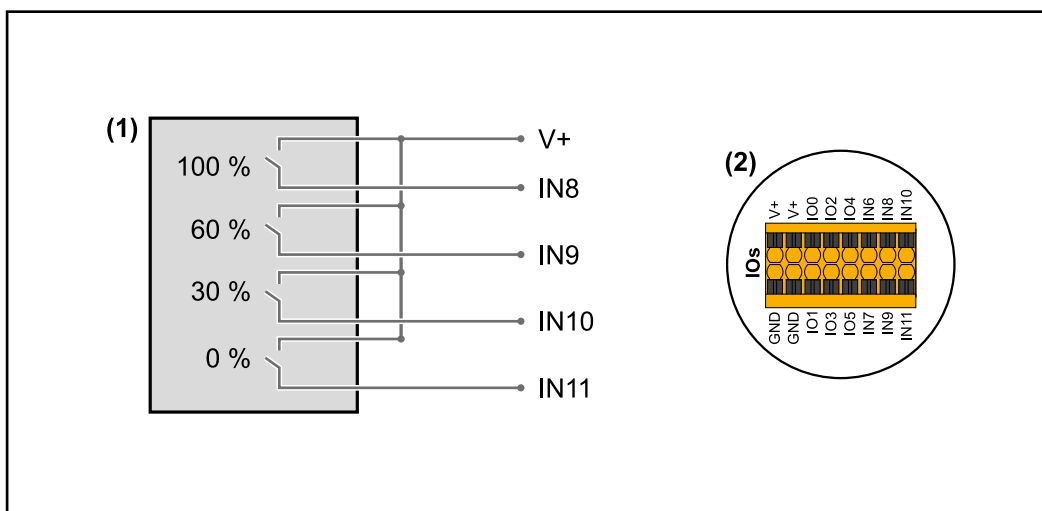 (1)
100 %
60 %
30 %
0 %
V+
IN8
IN9
IN10
IN11
(2)
IOs
V+ V+ IO0 IO2 IO4 IN6 IN8 IN10
GND GND IO1 IO3 IO5 IN7 IN9 IN11